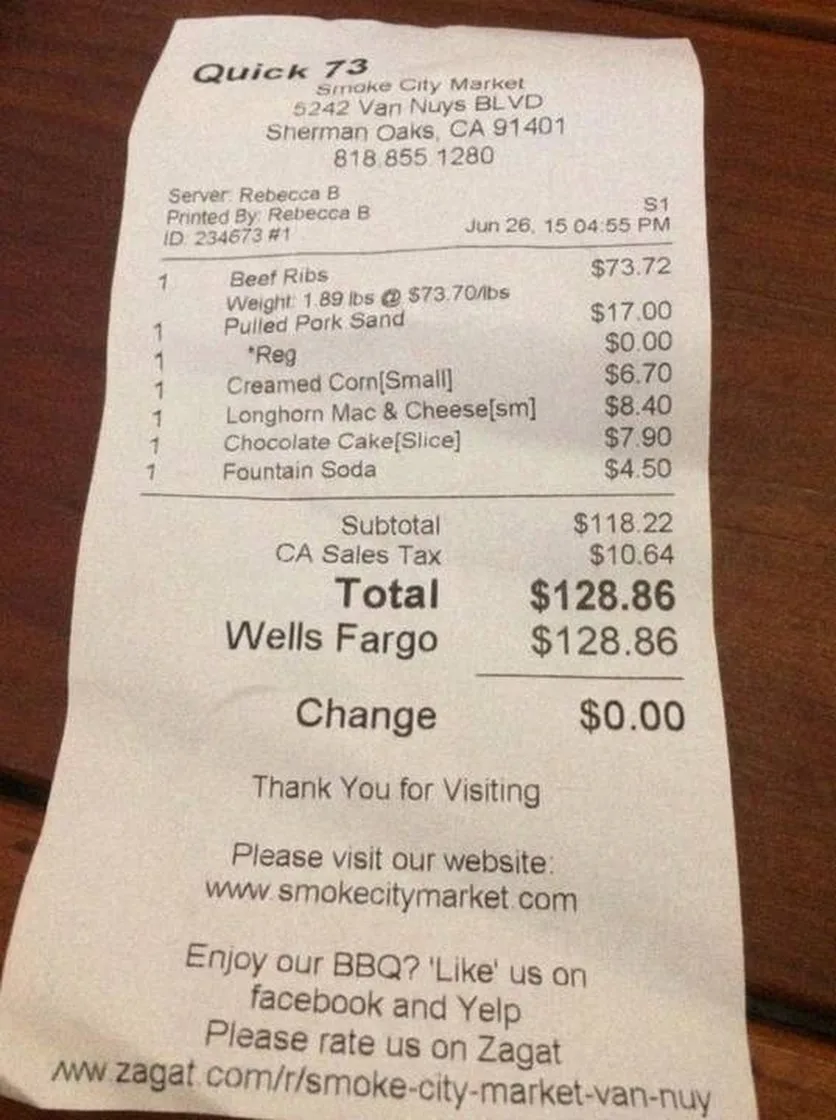 Quick 73
Smoke City Market
5242 Van Nuys BLVD
Sherman Oaks, CA 91401
818.855.1280
Server: Rebecca B
Printed By: Rebecca B S1
ID: 234673 #1 Jun 26, 15 04:55 PM
1 Beef Ribs $73.72
Weight: 1.89 lbs @ $73.70/lbs
1 Pulled Pork Sand $17.00
1 *Reg $0.00
1 Creamed Corn[Small] $6.70
1 Longhorn Mac & Cheese[sm] $8.40
1 Chocolate Cake[Slice] $7.90
1 Fountain Soda $4.50
Subtotal $118.22
CA Sales Tax $10.64
Total $128.86
Wells Fargo $128.86
Change $0.00
Thank You for Visiting
Please visit our website:
www.smokecitymarket.com
Enjoy our BBQ? 'Like' us on
facebook and Yelp
Please rate us on Zagat
www.zagat.com/r/smoke-city-market-van-nuy